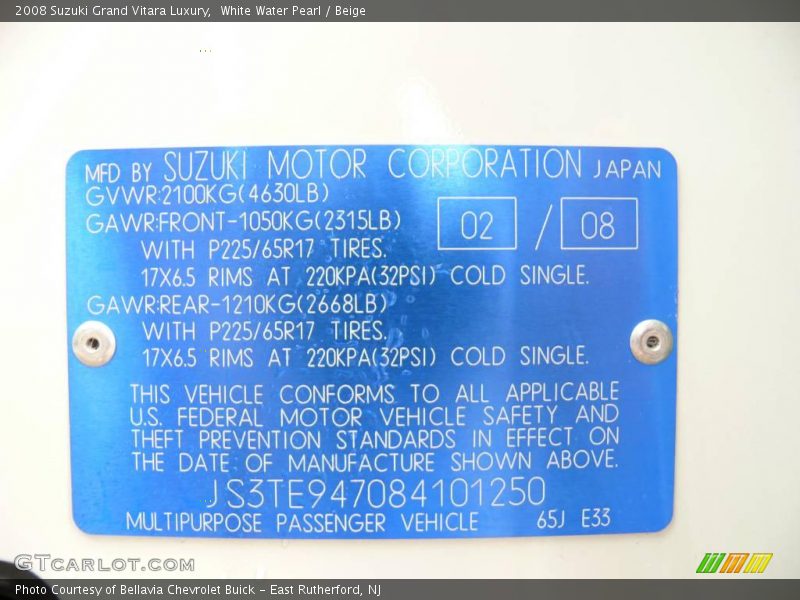 2008 Suzuki Grand Vitara Luxury, White Water Pearl / Beige
MFD BY SUZUKI MOTOR CORPORATION JAPAN
GVWR:2100KG(4630LB)
GAWR:FRONT-1050KG(2315LB)
02 / 08
WITH P225/65R17 TIRES.
17X6.5 RIMS AT 220KPA(32PSI) COLD SINGLE.
GAWR:REAR-1210KG(2668LB)
WITH P225/65R17 TIRES.
17X6.5 RIMS AT 220KPA(32PSI) COLD SINGLE.
THIS VEHICLE CONFORMS TO ALL APPLICABLE
U.S. FEDERAL MOTOR VEHICLE SAFETY AND
THEFT PREVENTION STANDARDS IN EFFECT ON
THE DATE OF MANUFACTURE SHOWN ABOVE.
JS3TE947084101250
MULTIPURPOSE PASSENGER VEHICLE 65J E33
GTCARLOT.COM
Photo Courtesy of Bellavia Chevrolet Buick - East Rutherford, NJ